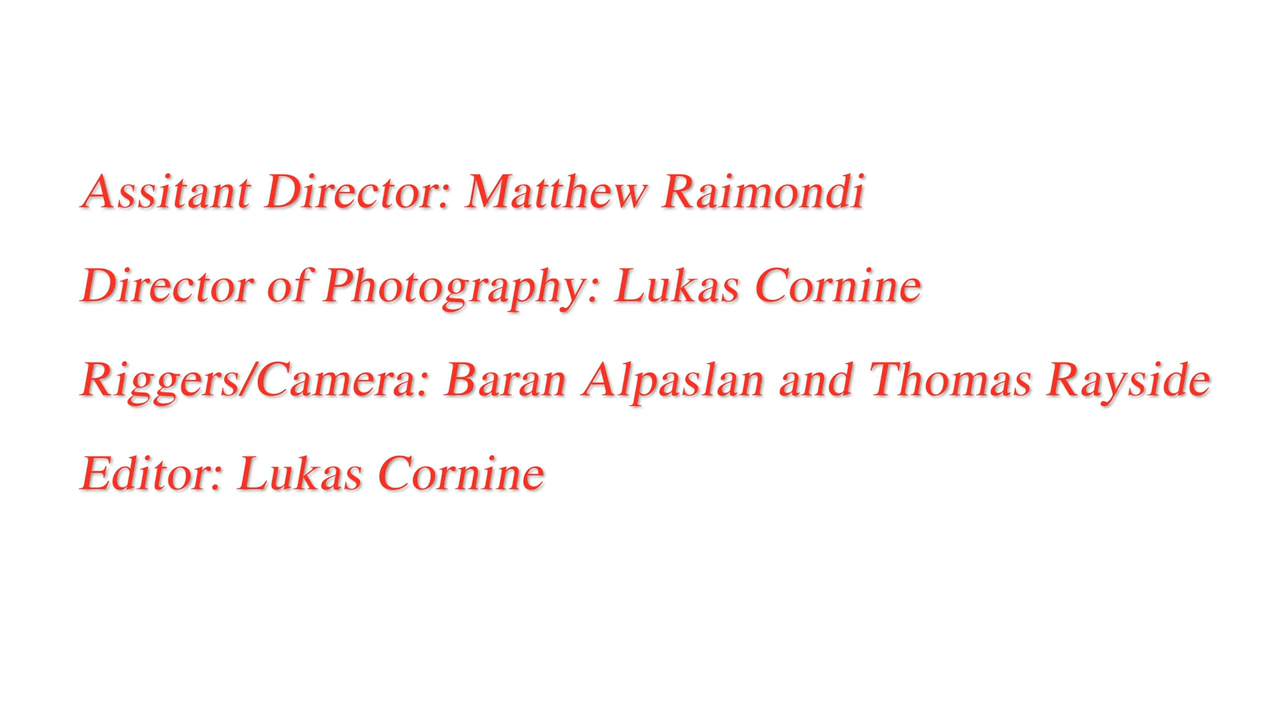 Assitant Director: Matthew Raimondi
Director of Photography: Lukas Cornine
Riggers/Camera: Baran Alpaslan and Thomas Rayside
Editor: Lukas Cornine